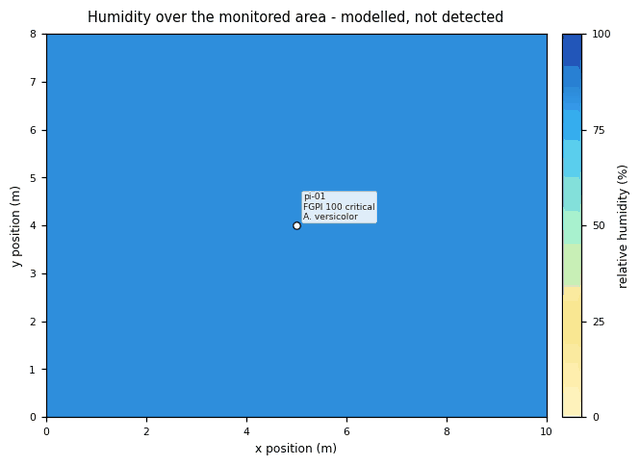 Humidity over the monitored area - modelled, not detected
8
7
6
5
4
3
2
1
0
y position (m)
pi-01
FGPI 100 critical
A. versicolor
0
2
4
6
8
10
x position (m)
100
75
50
25
0
relative humidity (%)